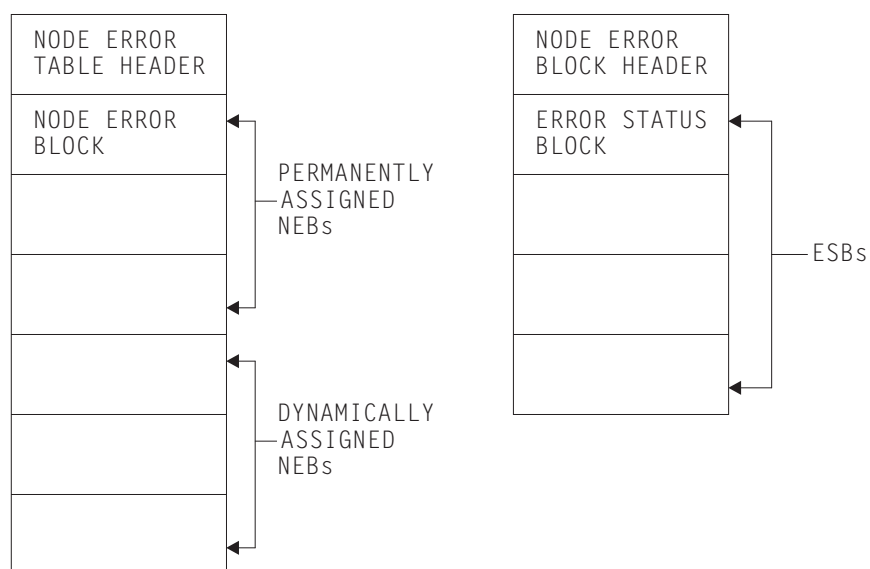 NODE ERROR
TABLE HEADER
NODE ERROR
BLOCK
PERMANENTLY
ASSIGNED
NEBs
DYNAMICALLY
ASSIGNED
NEBs
NODE ERROR
BLOCK HEADER
ERROR STATUS
BLOCK
ESBs